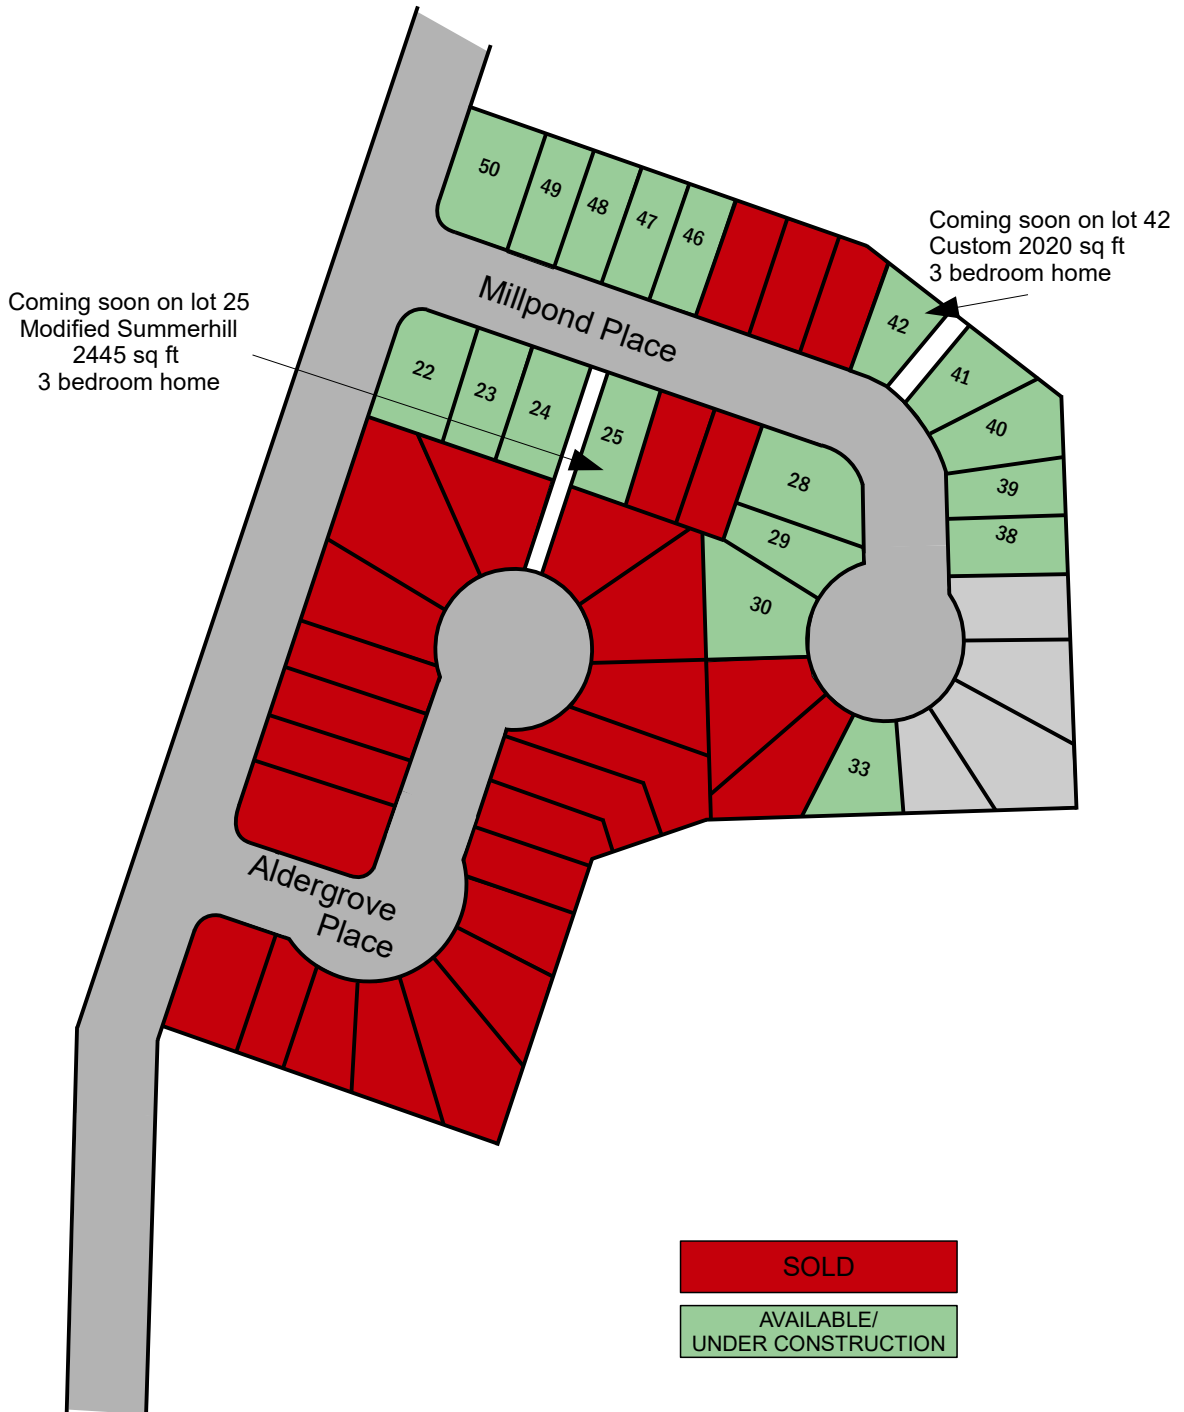 50
49
48
47
46
Coming soon on lot 42
Custom 2020 sq ft
3 bedroom home
Millpond Place
42
Coming soon on lot 25
Modified Summerhill
2445 sq ft
3 bedroom home
22
23
24
25
41
40
39
38
28
29
30
33
Aldergrove
Place
SOLD
AVAILABLE/
UNDER CONSTRUCTION